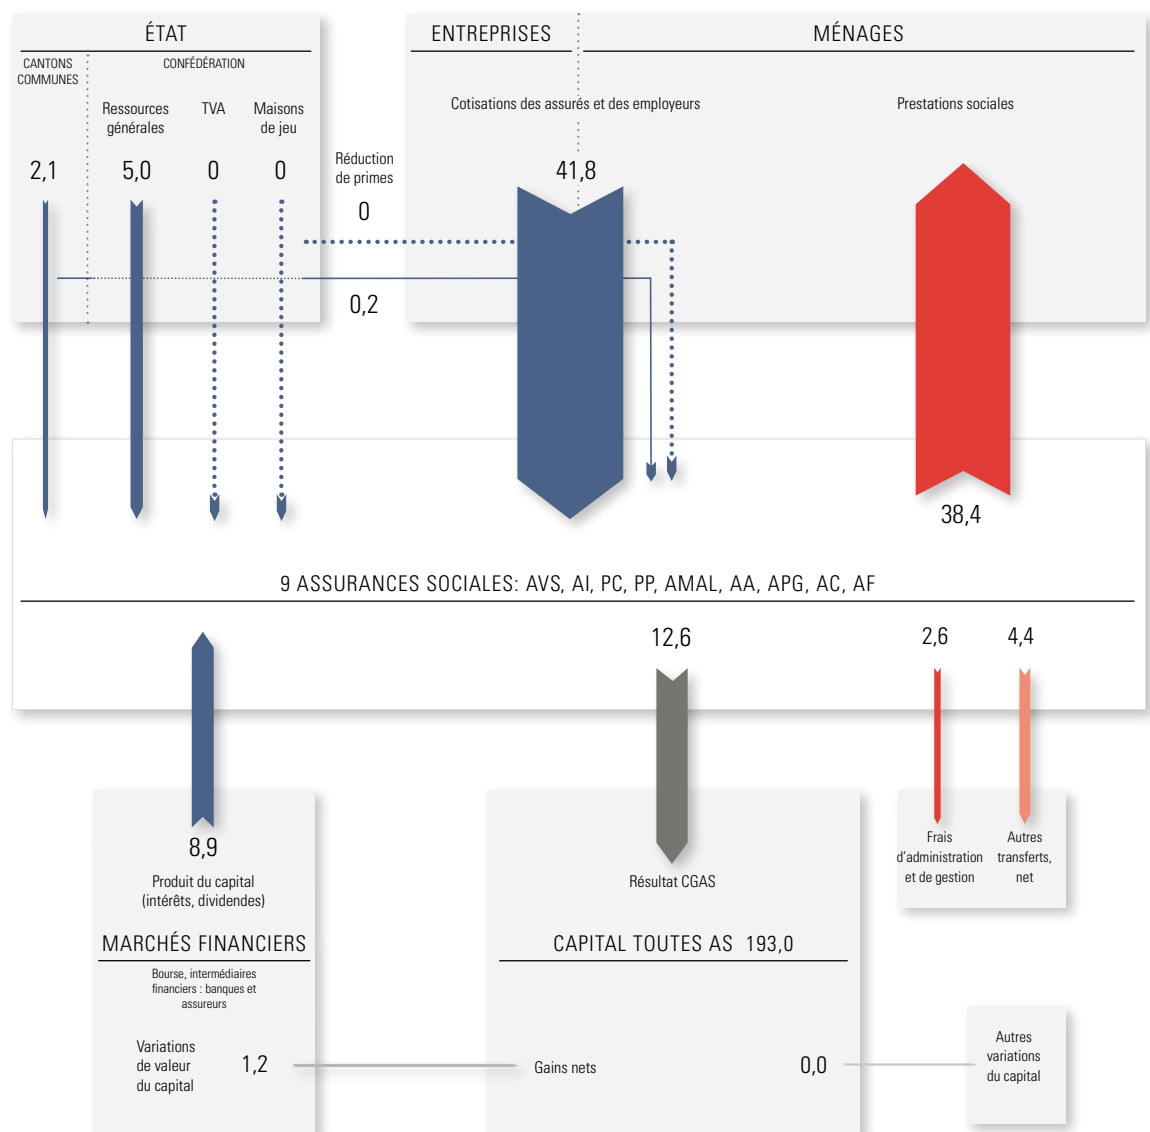 ÉTAT
CANTONS
COMMUNES
CONFÉDÉRATION
Ressources
générales
TVA
Maisons
de jeu
2,1
5,0
0
0
Réduction
de primes
0
0,2
ENTREPRISES
MÉNAGES
Cotisations des assurés et des employeurs
Prestations sociales
41,8
38,4
9 ASSURANCES SOCIALES: AVS, AI, PC, PP, AMAL, AA, APG, AC, AF
12,6
2,6
4,4
8,9
Produit du capital
(intérêts, dividendes)
Résultat CGAS
Frais
d'administration
et de gestion
Autres
transferts,
net
MARCHÉS FINANCIERS
Bourse, intermédiaires
financiers : banques et
assureurs
CAPITAL TOUTES AS 193,0
Variations
de valeur
du capital
1,2
Gains nets
0,0
Autres
variations
du capital